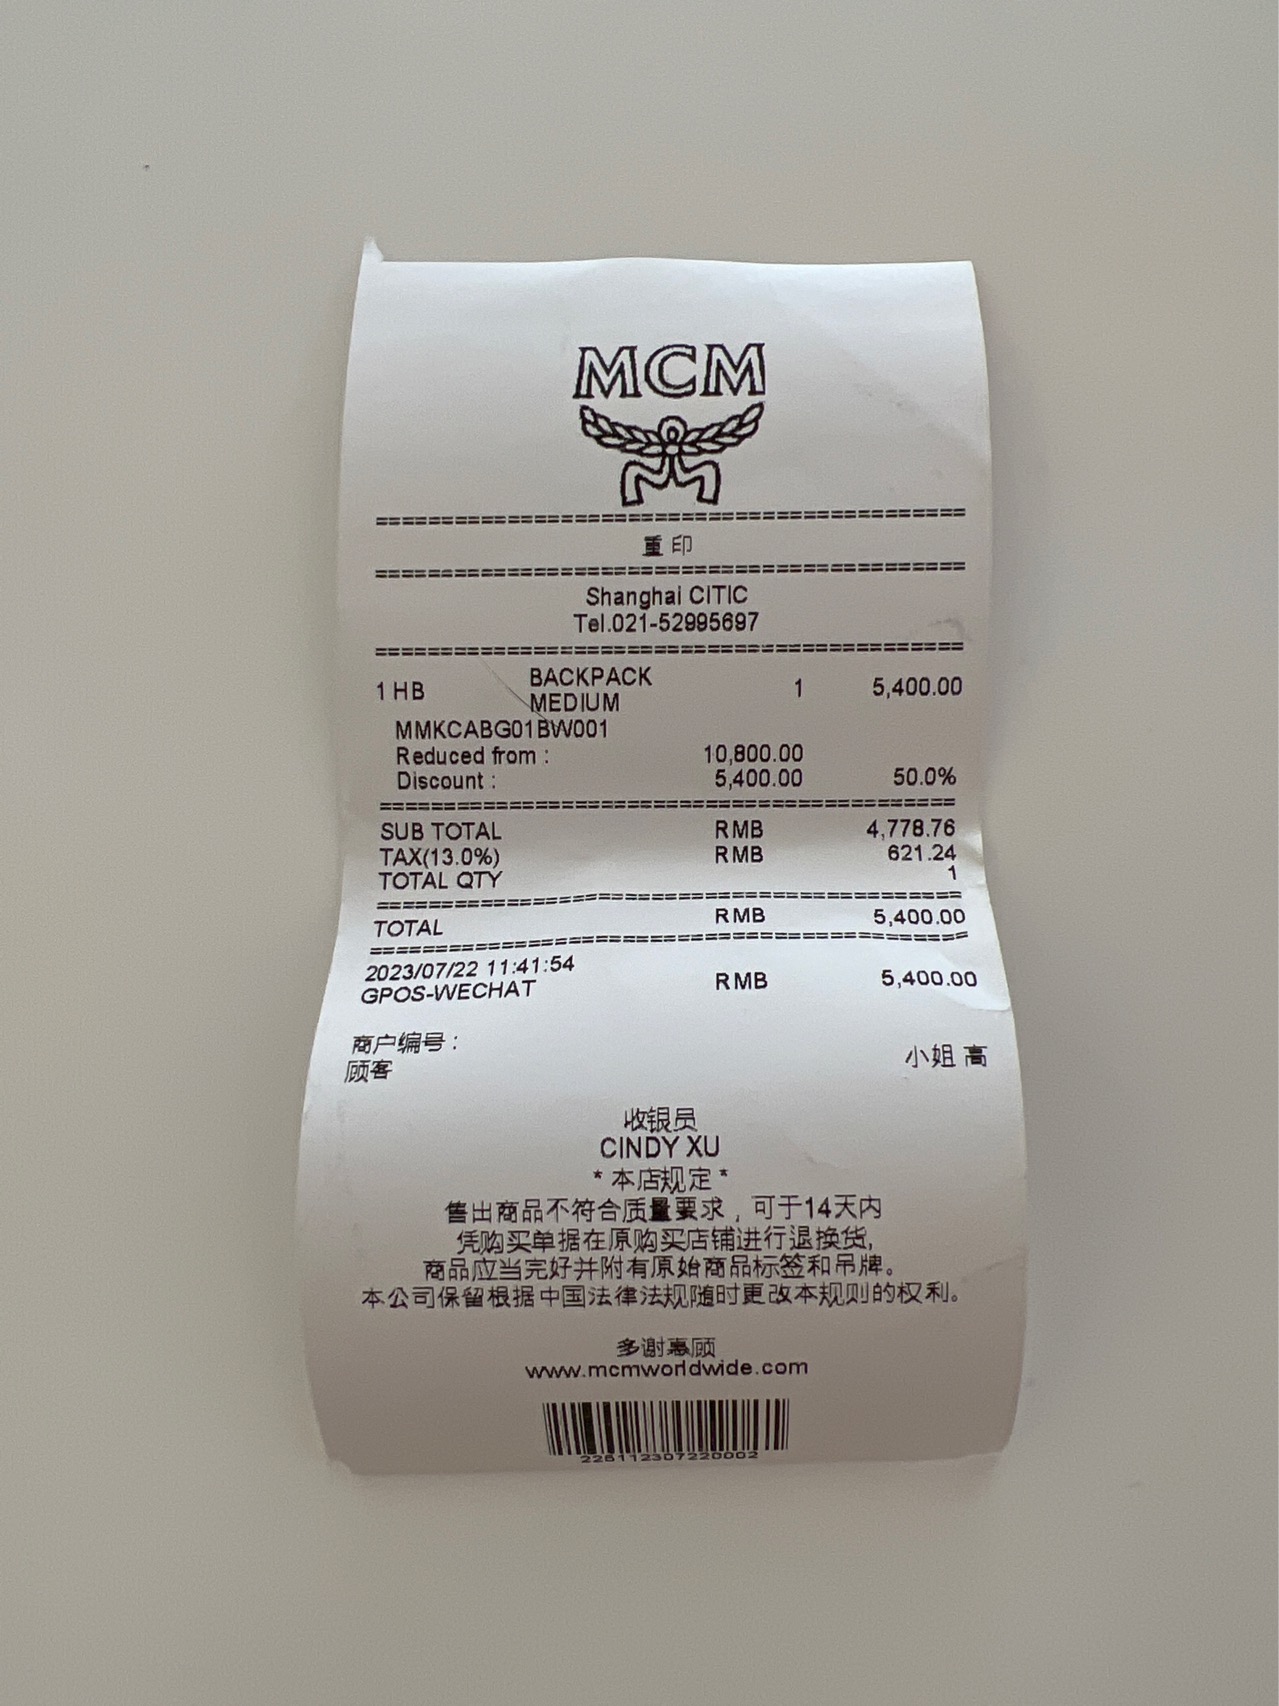 MCM
重印
Shanghai CITIC
Tel.021-52995697
1 HB BACKPACK MEDIUM 1 5,400.00
MMKCABG01BW001
Reduced from : 10,800.00
Discount : 5,400.00 50.0%
SUB TOTAL RMB 4,778.76
TAX(13.0%) RMB 621.24
TOTAL QTY 1
TOTAL RMB 5,400.00
2023/07/22 11:41:54
GPOS-WECHAT RMB 5,400.00
商户编号：
顾客 小姐 高
收银员
CINDY XU
* 本店规定 *
售出商品不符合质量要求，可于14天内
凭购买单据在原购买店铺进行退换货,
商品应当完好并附有原始商品标签和吊牌。
本公司保留根据中国法律法规随时更改本规则的权利。
多谢惠顾
www.mcmworldwide.com